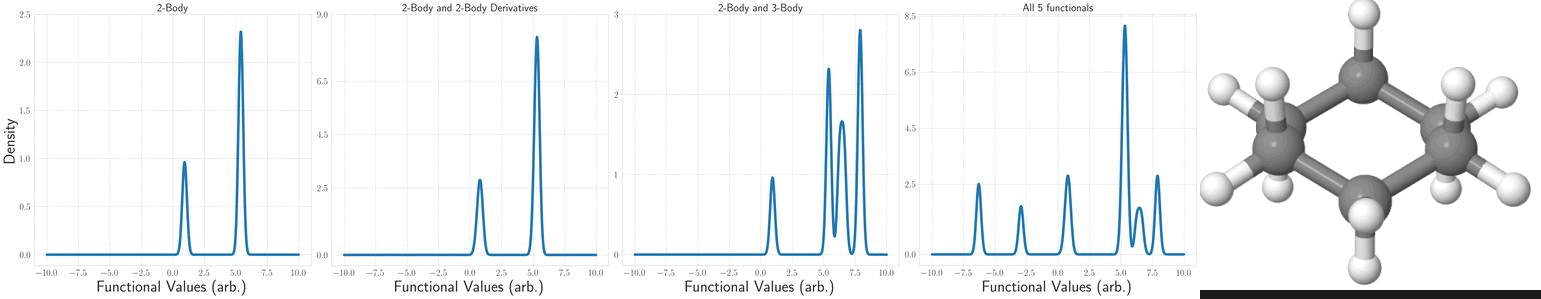 2-Body
2-Body and 2-Body Derivatives
2-Body and 3-Body
All 5 functionals
Density
2.5
2.0
1.5
1.0
0.5
0.0
−10.0 −7.5 −5.0 −2.5 0.0 2.5 5.0 7.5 10.0
Functional Values (arb.)
9.0
6.5
4.5
2.5
0.0
−10.0 −7.5 −5.0 −2.5 0.0 2.5 5.0 7.5 10.0
Functional Values (arb.)
3
2
1
0
−10.0 −7.5 −5.0 −2.5 0.0 2.5 5.0 7.5 10.0
Functional Values (arb.)
8.5
6.5
4.5
2.5
0.0
−10.0 −7.5 −5.0 −2.5 0.0 2.5 5.0 7.5 10.0
Functional Values (arb.)